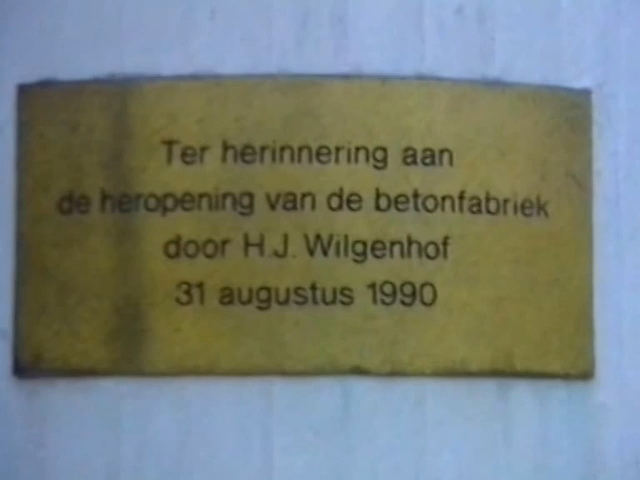 Ter herinnering aan
de heropening van de betonfabriek
door H.J. Wilgenhof
31 augustus 1990